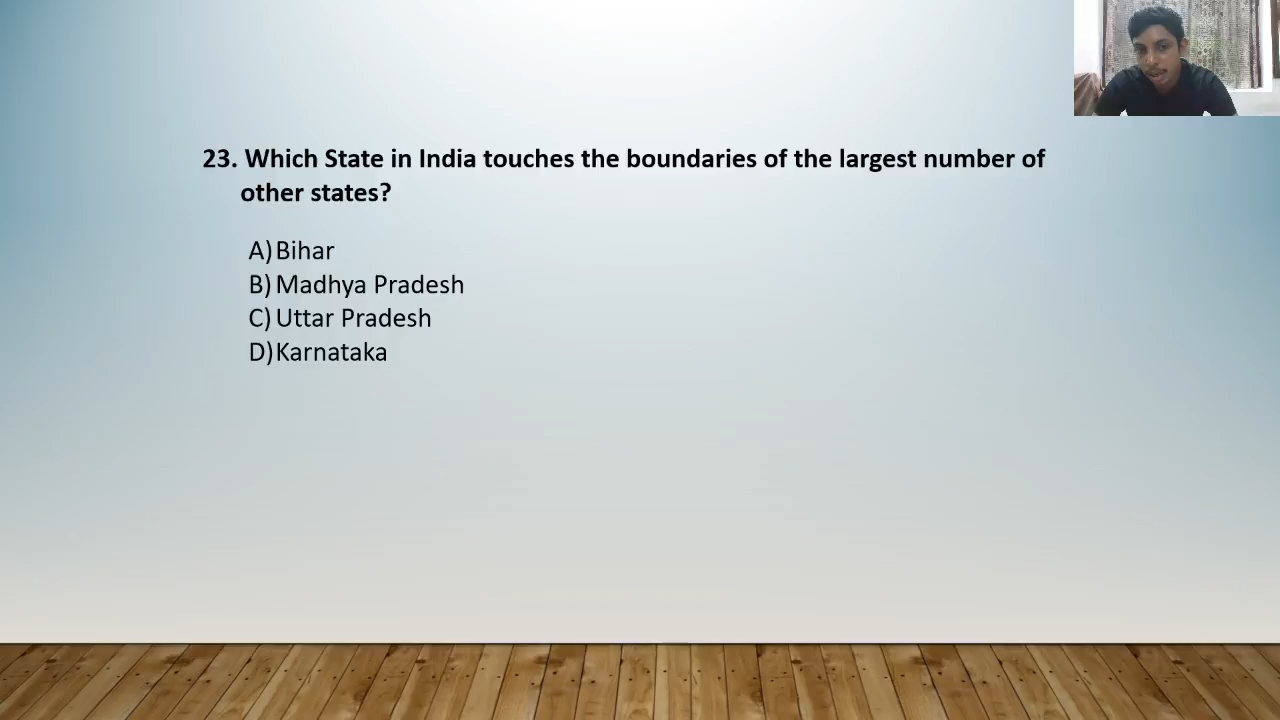 23. Which State in India touches the boundaries of the largest number of
other states?
A) Bihar
B) Madhya Pradesh
C) Uttar Pradesh
D) Karnataka